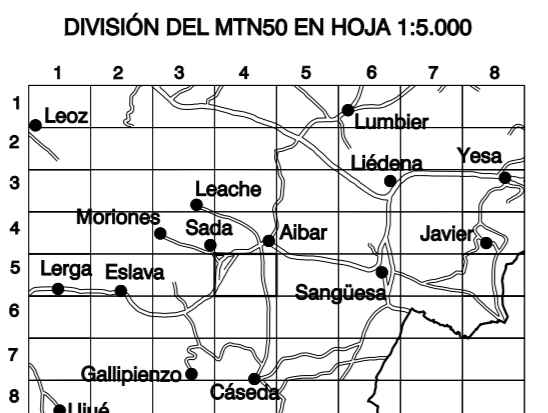 DIVISIÓN DEL MTN50 EN HOJA 1:5.000
1 2 3 4 5 6 7 8
1
Leoz
Lumbier
2
Liédena
Yesa
3
Leache
4
Moriones
Sada
Aibar
Javier
5
Lerga
Eslava
Sangüesa
6
7
Gallipienzo
Cáseda
8
Ujué